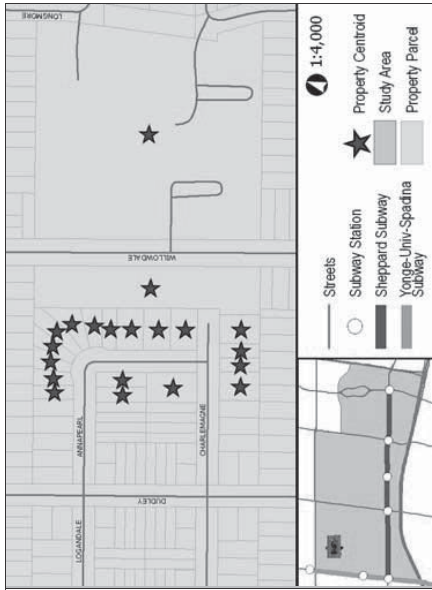 LONGMORE
WILLOWDALE
ANNAPEARL
CHARLEMAGNE
DUDLEY
LOGANDALE
1:4,000
Streets
Subway Station
Sheppard Subway
Yonge-Univ-Spadina
Subway
Property Centroid
Study Area
Property Parcel